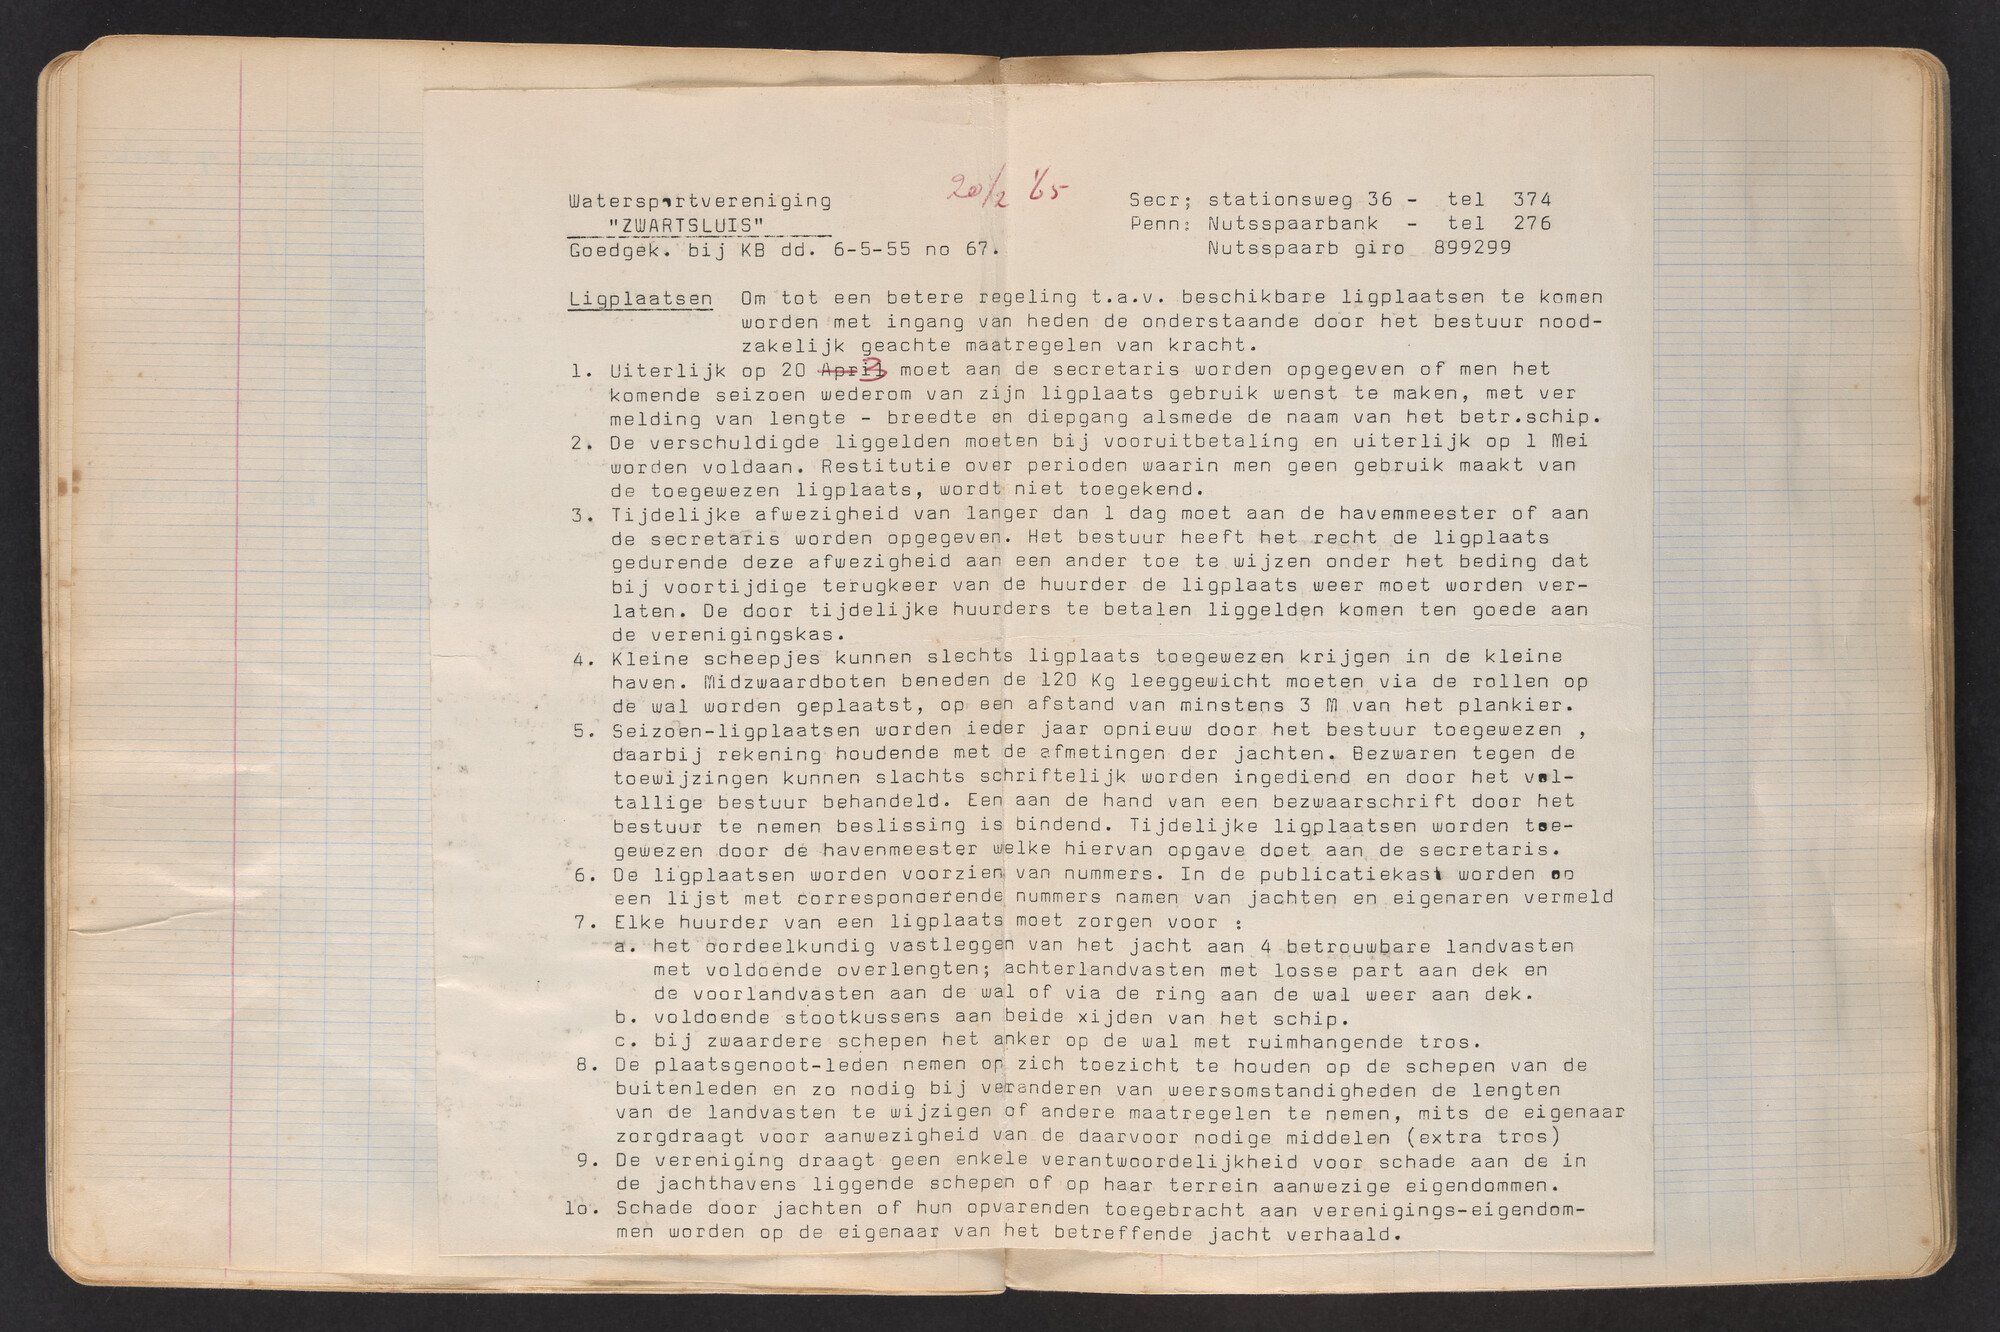 20/2 '65
Watersportvereniging
"ZWARTSLUIS"
Goedgek. bij KB dd. 6-5-55 no 67.
Secr; stationsweg 36 - tel 374
Penn: Nutsspaarbank - tel 276
Nutsspaarb giro 899299
Ligplaatsen Om tot een betere regeling t.a.v. beschikbare ligplaatsen te komen
worden met ingang van heden de onderstaande door het bestuur nood-
zakelijk geachte maatregelen van kracht.
1. Uiterlijk op 20 April 3 moet aan de secretaris worden opgegeven of men het
komende seizoen wederom van zijn ligplaats gebruik wenst te maken, met ver
melding van lengte - breedte en diepgang alsmede de naam van het betr.schip.
2. De verschuldigde liggelden moeten bij vooruitbetaling en uiterlijk op 1 Mei
worden voldaan. Restitutie over perioden waarin men geen gebruik maakt van
de toegewezen ligplaats, wordt niet toegekend.
3. Tijdelijke afwezigheid van langer dan 1 dag moet aan de havemmeester of aan
de secretaris worden opgegeven. Het bestuur heeft het recht de ligplaats
gedurende deze afwezigheid aan een ander toe te wijzen onder het beding dat
bij voortijdige terugkeer van de huurder de ligplaats weer moet worden ver-
laten. De door tijdelijke huurders te betalen liggelden komen ten goede aan
de verenigingskas.
4. Kleine scheepjes kunnen slechts ligplaats toegewezen krijgen in de kleine
haven. Midzwaardboten beneden de 120 Kg leeggewicht moeten via de rollen op
de wal worden geplaatst, op een afstand van minstens 3 M van het plankier.
5. Seizoen-ligplaatsen worden ieder jaar opnieuw door het bestuur toegewezen ,
daarbij rekening houdende met de afmetingen der jachten. Bezwaren tegen de
toewijzingen kunnen slachts schriftelijk worden ingediend en door het vol-
tallige bestuur behandeld. Een aan de hand van een bezwaarschrift door het
bestuur te nemen beslissing is bindend. Tijdelijke ligplaatsen worden toe-
gewezen door de havenmeester welke hiervan opgave doet aan de secretaris.
6. De ligplaatsen worden voorzien van nummers. In de publicatiekast worden op
een lijst met corresponderende nummers namen van jachten en eigenaren vermeld
7. Elke huurder van een ligplaats moet zorgen voor :
a. het oordeelkundig vastleggen van het jacht aan 4 betrouwbare landvasten
met voldoende overlengten; achterlandvasten met losse part aan dek en
de voorlandvasten aan de wal of via de ring aan de wal weer aan dek.
b. voldoende stootkussens aan beide xijden van het schip.
c. bij zwaardere schepen het anker op de wal met ruimhangende tros.
8. De plaatsgenoot-leden nemen op zich toezicht te houden op de schepen van de
buitenleden en zo nodig bij veranderen van weersomstandigheden de lengten
van de landvasten te wijzigen of andere maatregelen te nemen, mits de eigenaar
zorgdraagt voor aanwezigheid van de daarvoor nodige middelen (extra tros)
9. De vereniging draagt geen enkele verantwoordelijkheid voor schade aan de in
de jachthavens liggende schepen of op haar terrein aanwezige eigendommen.
1o. Schade door jachten of hun opvarenden toegebracht aan verenigings-eigendom-
men worden op de eigenaar van het betreffende jacht verhaald.